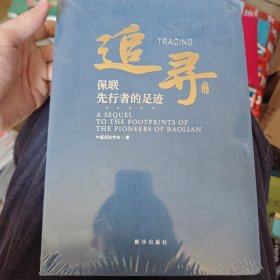 TRACING
追寻
保联
先行者的足迹
A SEQUEL
TO THE FOOTPRINTS OF
THE PIONEERS OF BAOLIAN
新华出版社